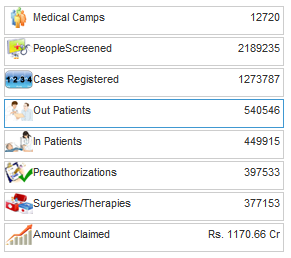 Medical Camps 12720
PeopleScreened 2189235
1 2 3 4 Cases Registered 1273787
Out Patients 540546
In Patients 449915
Preauthorizations 397533
Surgeries/Therapies 377153
Amount Claimed Rs. 1170.66 Cr